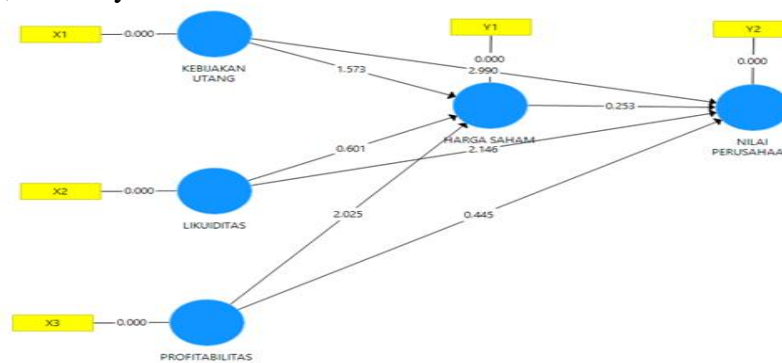 X1
0.000
KEBIJAKAN
UTANG
Y1
0.000
Y2
0.000
2.990
1.573
HARGA SAHAM
0.253
NILAI
PERUSAHAA
0.601
2.146
X2
0.000
LIKUIDITAS
2.025
0.445
X3
0.000
PROFITABILITAS